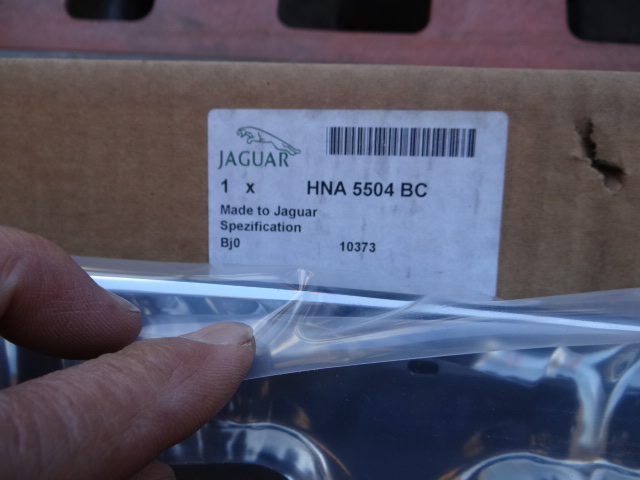 JAGUAR
1 x HNA 5504 BC
Made to Jaguar
Spezification
Bj0 10373